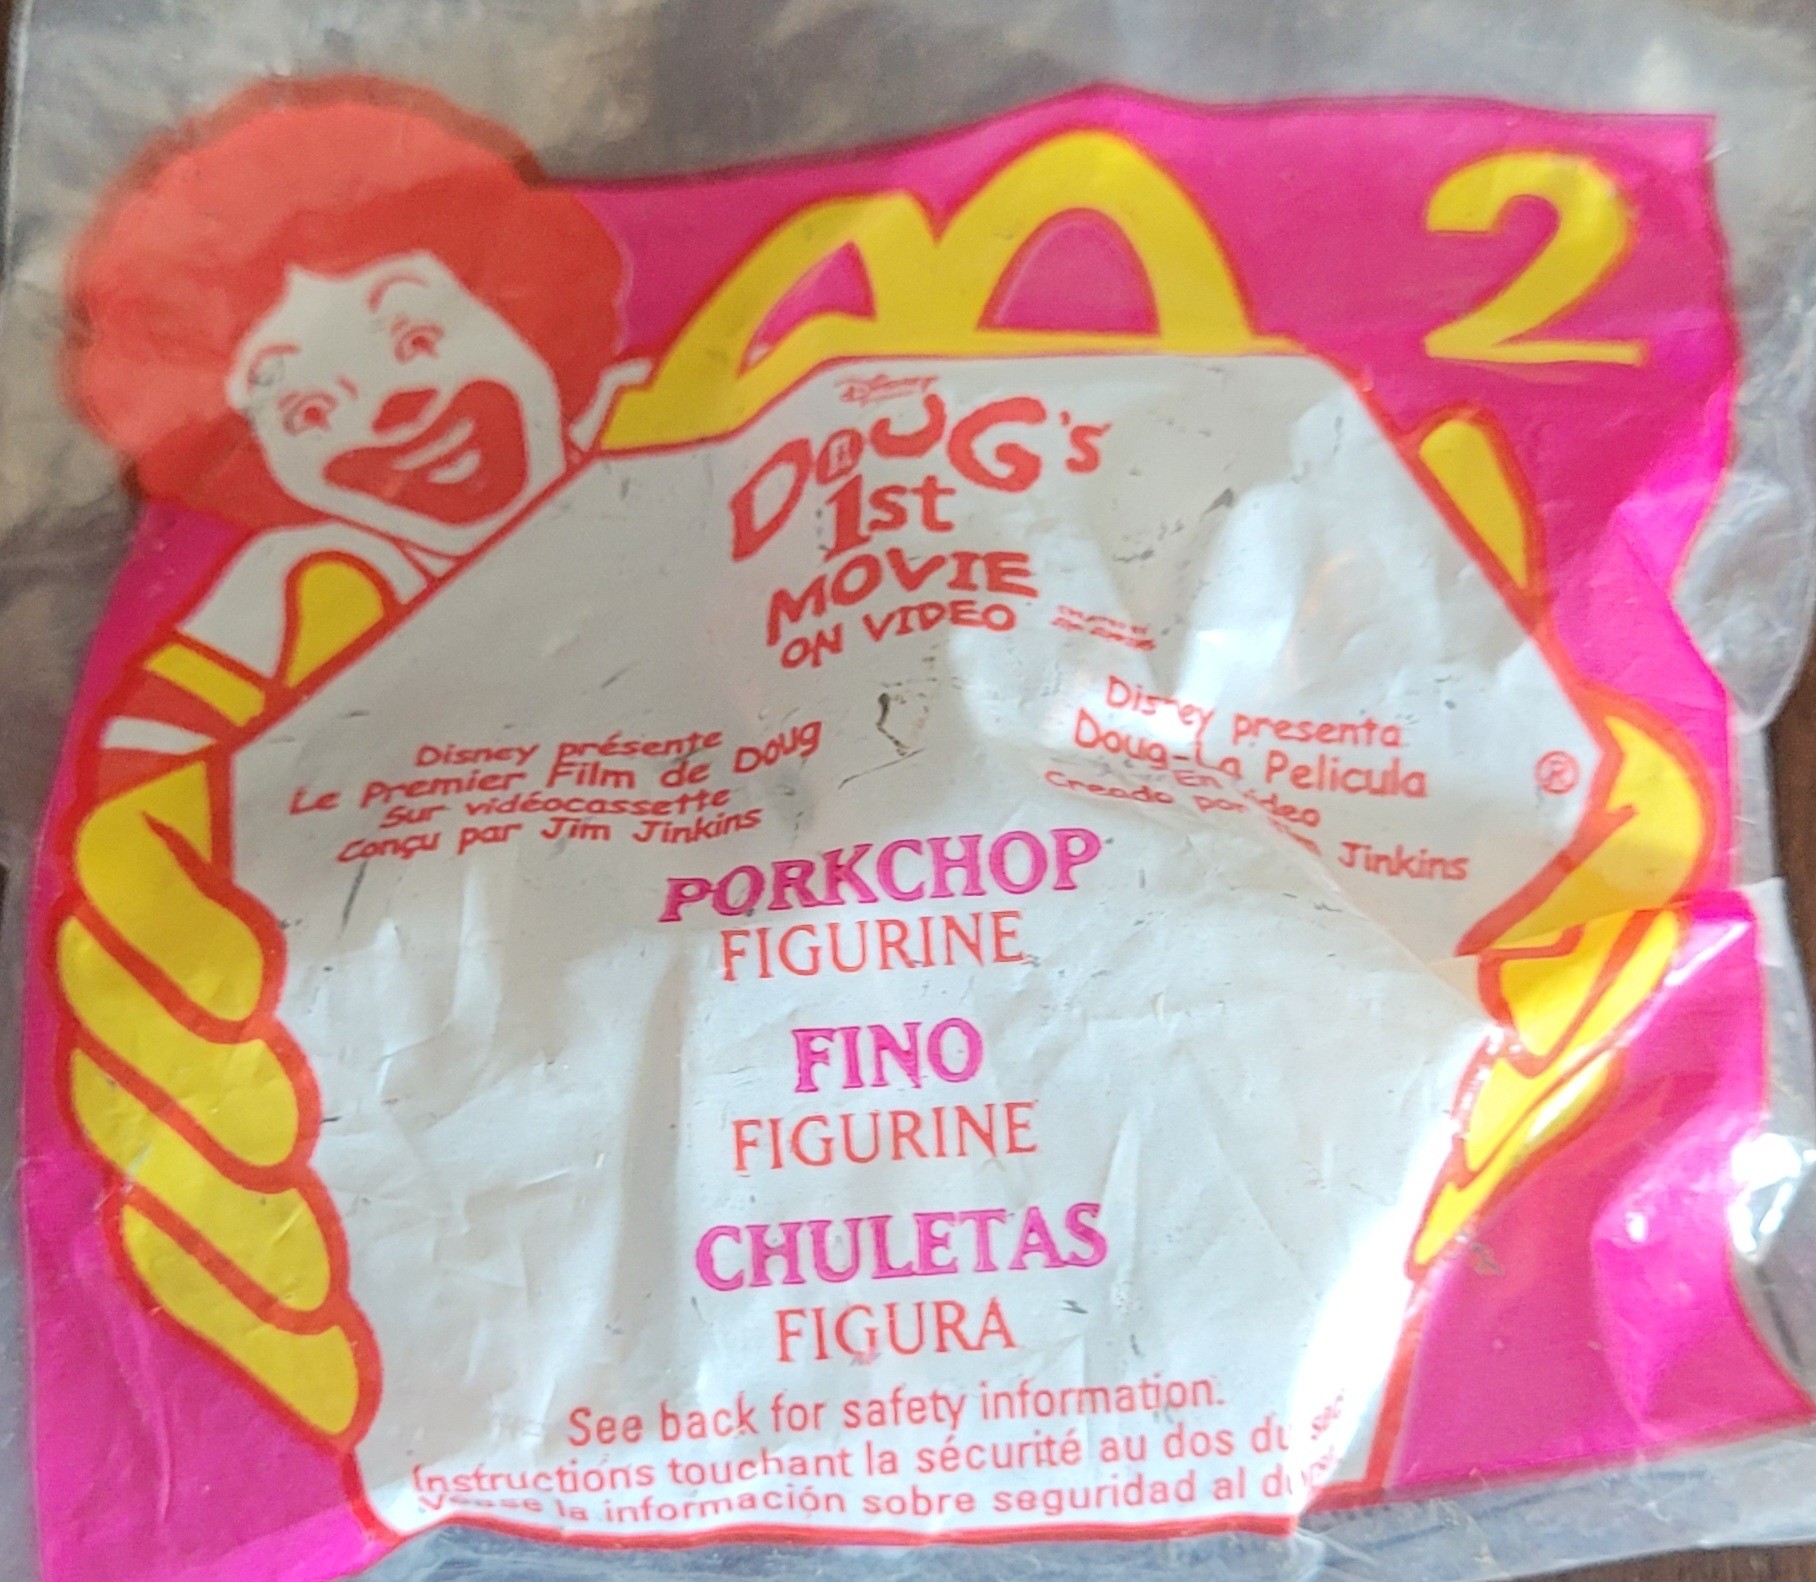 2
Disney
DOUG's
1st
MOVIE
ON VIDEO
Disney présente
Le Premier Film de Doug
Sur vidéocassette
Conçu par Jim Jinkins
Disney presenta
Doug-La Pelicula
En Video
Creado por Jim Jinkins
®
PORKCHOP
FIGURINE
FINO
FIGURINE
CHULETAS
FIGURA
See back for safety information.
Instructions touchant la sécurité au dos du
la información sobre seguridad al